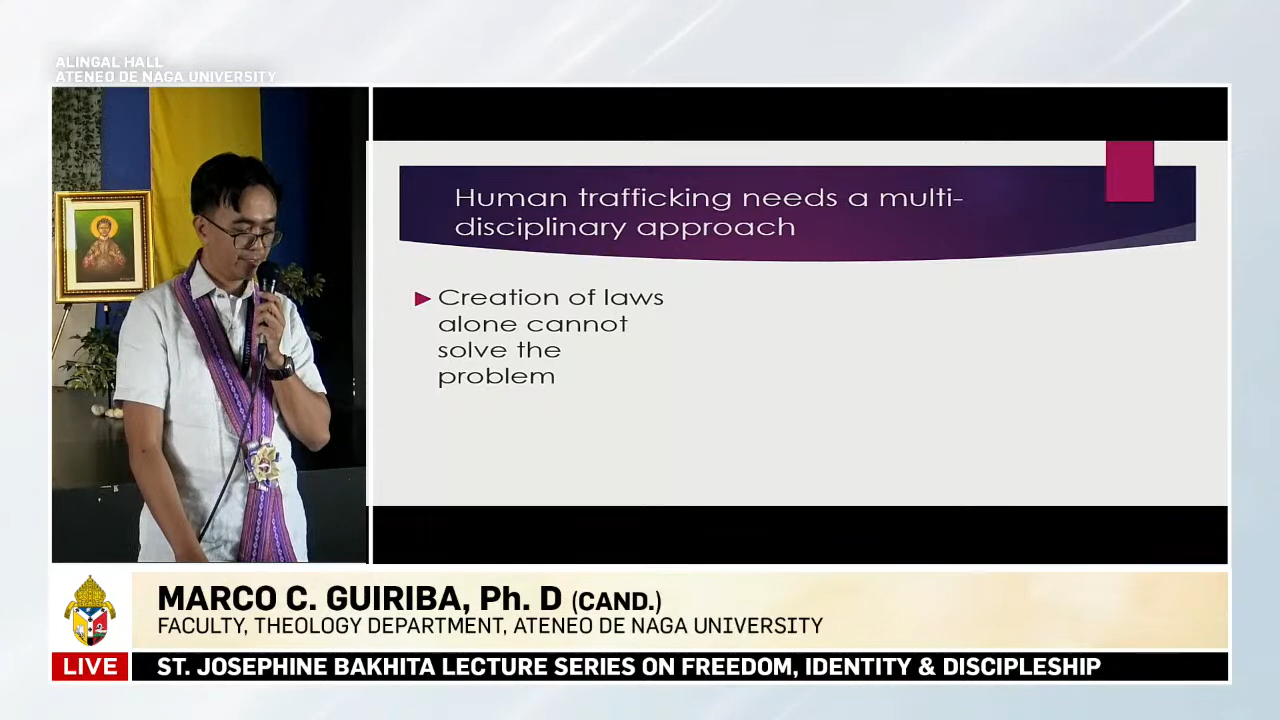 ALINGAL HALL
ATENEO DE NAGA UNIVERSITY
Human trafficking needs a multi-
disciplinary approach
Creation of laws
alone cannot
solve the
problem
MARCO C. GUIRIBA, Ph. D (CAND.)
FACULTY, THEOLOGY DEPARTMENT, ATENEO DE NAGA UNIVERSITY
LIVE
ST. JOSEPHINE BAKHITA LECTURE SERIES ON FREEDOM, IDENTITY & DISCIPLESHIP